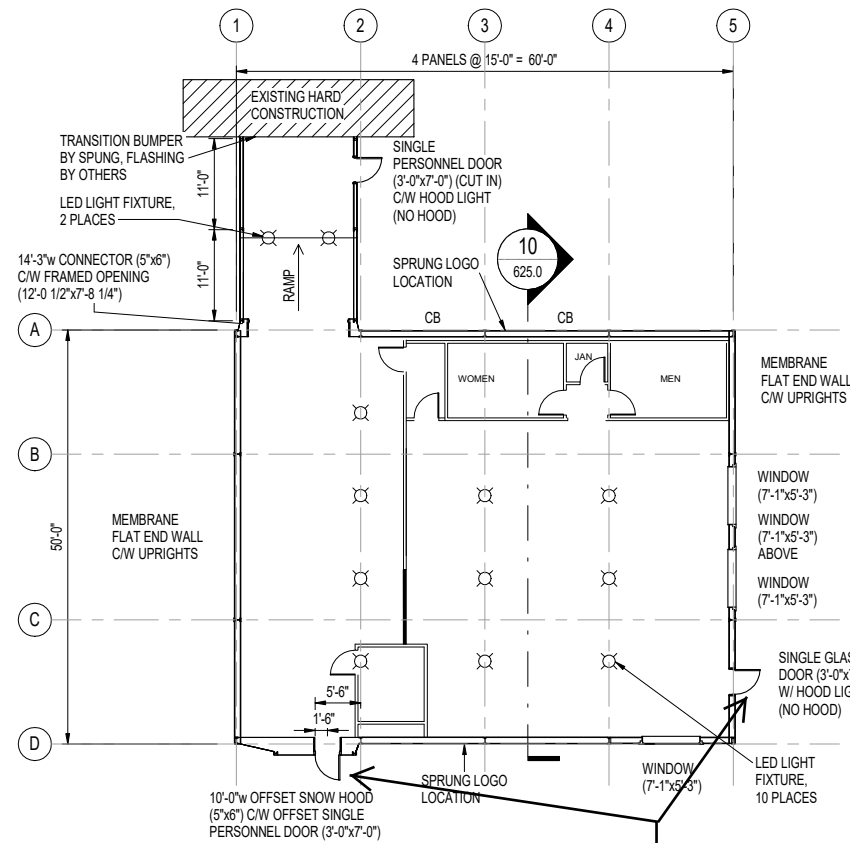 1
2
3
4
5
4 PANELS @ 15'-0" = 60'-0"
EXISTING HARD
CONSTRUCTION
TRANSITION BUMPER
BY SPUNG, FLASHING
BY OTHERS
11'-0"
SINGLE
PERSONNEL DOOR
(3'-0"x7'-0") (CUT IN)
C/W HOOD LIGHT
(NO HOOD)
LED LIGHT FIXTURE,
2 PLACES
10
625.0
14'-3"w CONNECTOR (5"x6")
C/W FRAMED OPENING
(12'-0 1/2"x7'-8 1/4")
11'-0"
RAMP
SPRUNG LOGO
LOCATION
CB
CB
A
WOMEN
JAN
MEN
MEMBRANE
FLAT END WALL
C/W UPRIGHTS
B
50'-0"
MEMBRANE
FLAT END WALL
C/W UPRIGHTS
WINDOW
(7'-1"x5'-3")
WINDOW
(7'-1"x5'-3")
ABOVE
WINDOW
(7'-1"x5'-3")
C
SINGLE GLAS
DOOR (3'-0"x7
W/ HOOD LIG
(NO HOOD)
5'-6"
1'-6"
D
10'-0"w OFFSET SNOW HOOD
(5"x6") C/W OFFSET SINGLE
PERSONNEL DOOR (3'-0"x7'-0")
SPRUNG LOGO
LOCATION
WINDOW
(7'-1"x5'-3")
LED LIGHT
FIXTURE,
10 PLACES